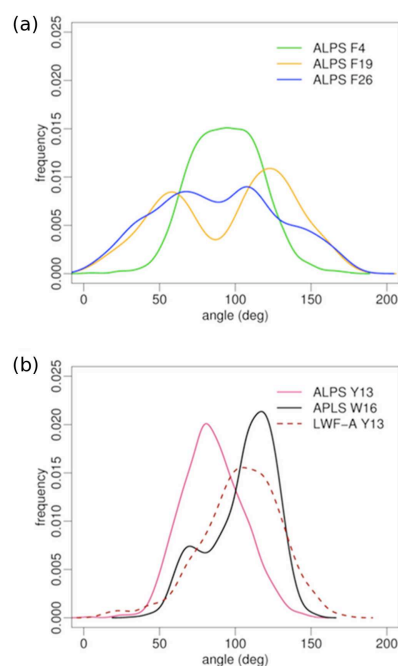 (a)
0.025
0.020
0.015
0.010
0.005
0.000
frequency
ALPS F4
ALPS F19
ALPS F26
0 50 100 150 200
angle (deg)
(b)
0.025
0.020
0.015
0.010
0.005
0.000
frequency
ALPS Y13
APLS W16
LWF-A Y13
0 50 100 150 200
angle (deg)